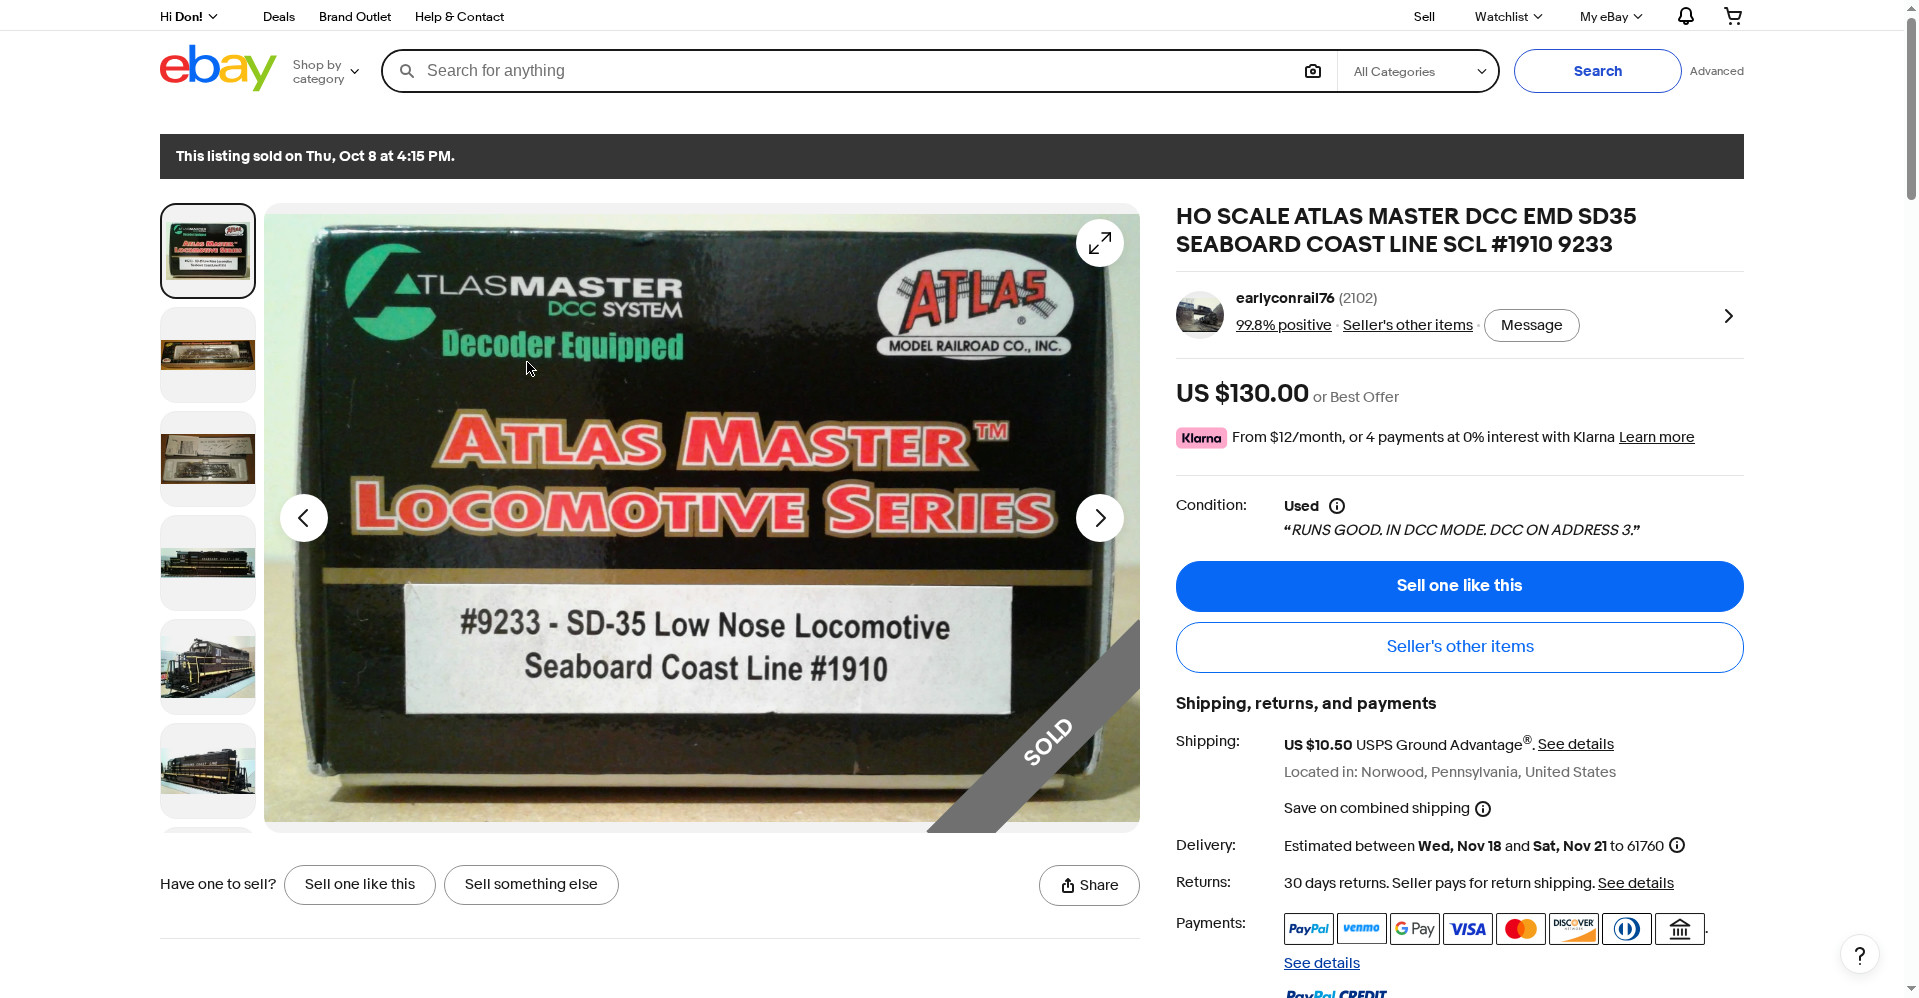 Hi Don!
Deals
Brand Outlet
Help & Contact
Sell
Watchlist
My eBay
ebay
Shop by category
Search for anything
All Categories
Search
Advanced
This listing sold on Thu, Oct 8 at 4:15 PM.
ATLASMASTER
DCC SYSTEM
Decoder Equipped
ATLAS
®
MODEL RAILROAD CO., INC.
ATLAS MASTER™
LOCOMOTIVE SERIES
#9233 - SD-35 Low Nose Locomotive
Seaboard Coast Line #1910
SOLD
Have one to sell?
Sell one like this
Sell something else
Share
HO SCALE ATLAS MASTER DCC EMD SD35
SEABOARD COAST LINE SCL #1910 9233
earlyconrail76 (2102)
99.8% positive · Seller's other items · Message
US $130.00 or Best Offer
Klarna From $12/month, or 4 payments at 0% interest with Klarna Learn more
Condition: Used
“RUNS GOOD. IN DCC MODE. DCC ON ADDRESS 3.”
Sell one like this
Seller's other items
Shipping, returns, and payments
Shipping: US $10.50 USPS Ground Advantage®. See details
Located in: Norwood, Pennsylvania, United States
Save on combined shipping
Delivery: Estimated between Wed, Nov 18 and Sat, Nov 21 to 61760
Returns: 30 days returns. Seller pays for return shipping. See details
Payments: PayPal venmo G Pay VISA DISCOVER
See details
PayPal CREDIT
?